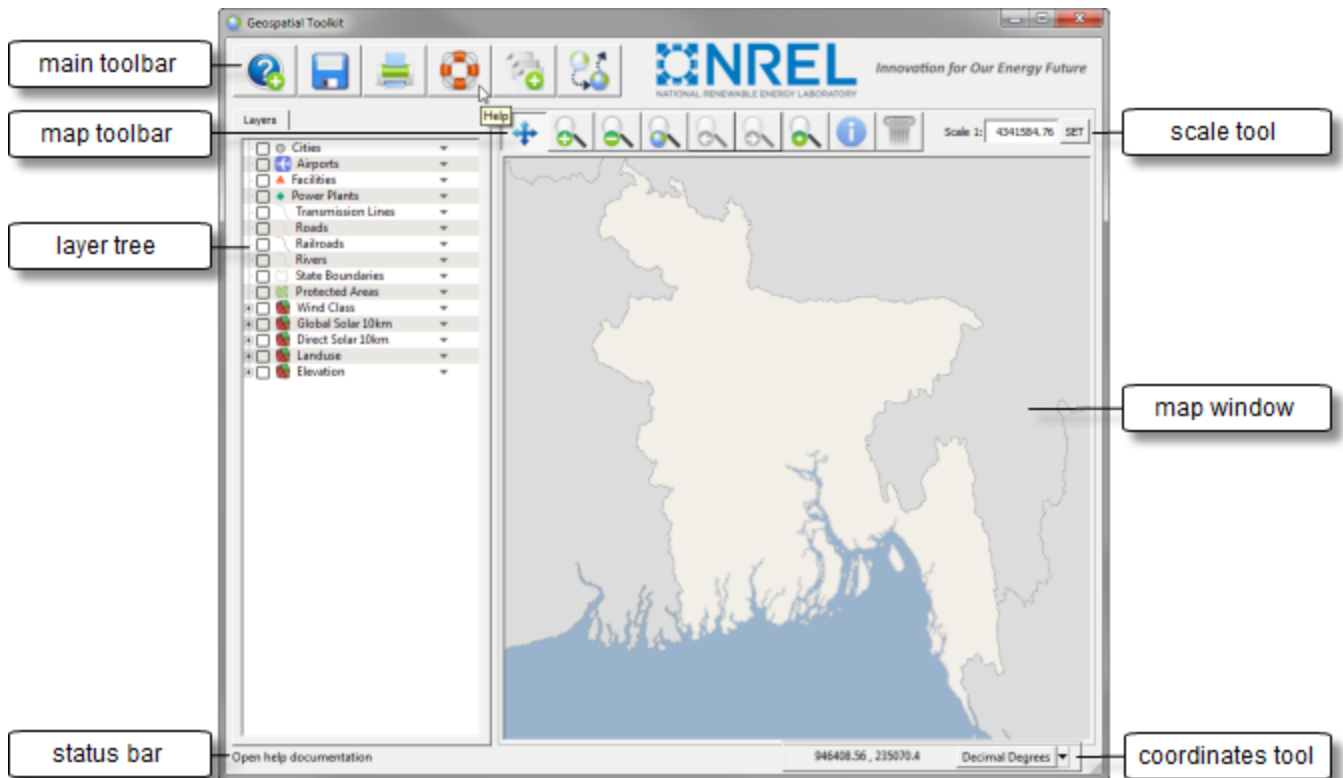 Geospatial Toolkit
main toolbar
NREL
NATIONAL RENEWABLE ENERGY LABORATORY
Innovation for Our Energy Future
map toolbar
Layers
Help
Scale 1: 4341584.76 SET
scale tool
Cities
Airports
Facilities
Power Plants
Transmission Lines
Roads
layer tree
Railroads
Rivers
State Boundaries
Protected Areas
Wind Class
Global Solar 10km
Direct Solar 10km
Landuse
Elevation
map window
status bar
Open help documentation
946408.56 , 235070.4
Decimal Degrees
coordinates tool